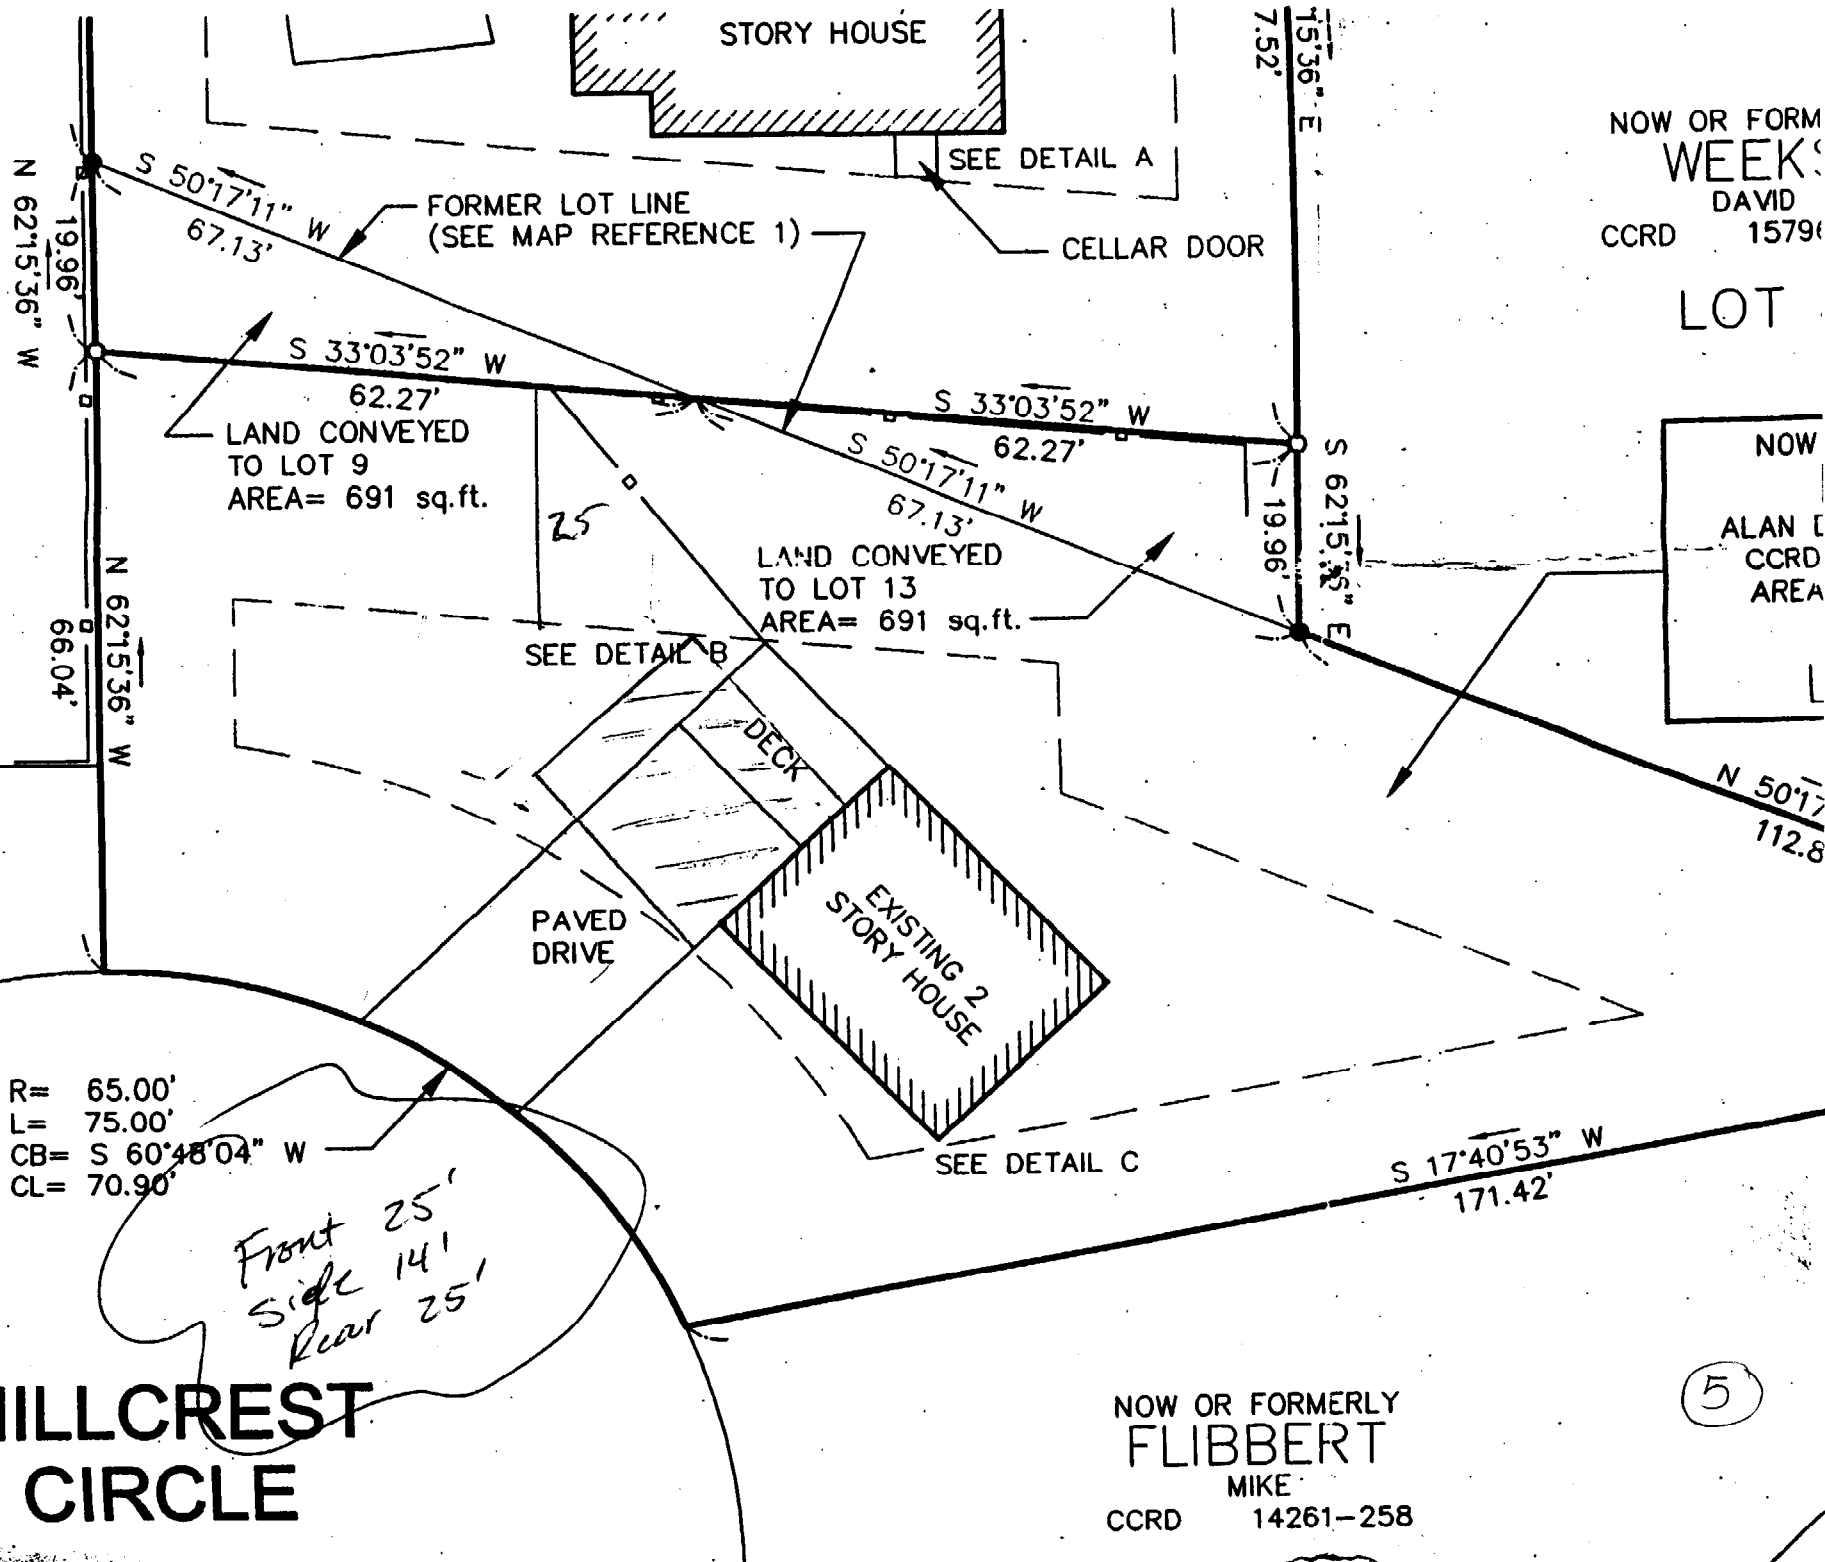 STORY HOUSE
15'36" E
7.52'
NOW OR FORM
WEEKS
DAVID
CCRD 1579
SEE DETAIL A
S 50°17'11" W
67.13'
FORMER LOT LINE
(SEE MAP REFERENCE 1)
CELLAR DOOR
N 62°15'36" W
19.96'
LOT
S 33°03'52" W
62.27'
S 33°03'52" W
62.27'
LAND CONVEYED
TO LOT 9
AREA= 691 sq.ft.
S 50°17'11" W
67.13'
S 62°15'36" E
19.96'
NOW
ALAN
CCRD
AREA
25
LAND CONVEYED
TO LOT 13
AREA= 691 sq.ft.
N 62°15'36" W
66.04'
SEE DETAIL B
DECK
N 50°17
112.8
EXISTING 2
STORY HOUSE
PAVED
DRIVE
R= 65.00'
L= 75.00'
CB= S 60°48'04" W
CL= 70.90'
SEE DETAIL C
S 17°40'53" W
171.42'
Front 25'
Side 14'
Rear 25'
HILLCREST
CIRCLE
NOW OR FORMERLY
FLIBBERT
MIKE
CCRD 14261-258
5